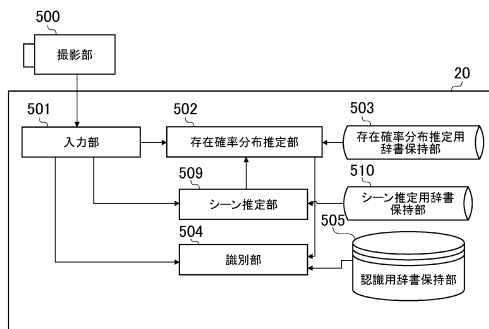 500
撮影部
20
501
入力部
502
存在確率分布推定部
503
存在確率分布推定用
辞書保持部
509
シーン推定部
510
シーン推定用辞書
保持部
504
識別部
505
認識用辞書保持部